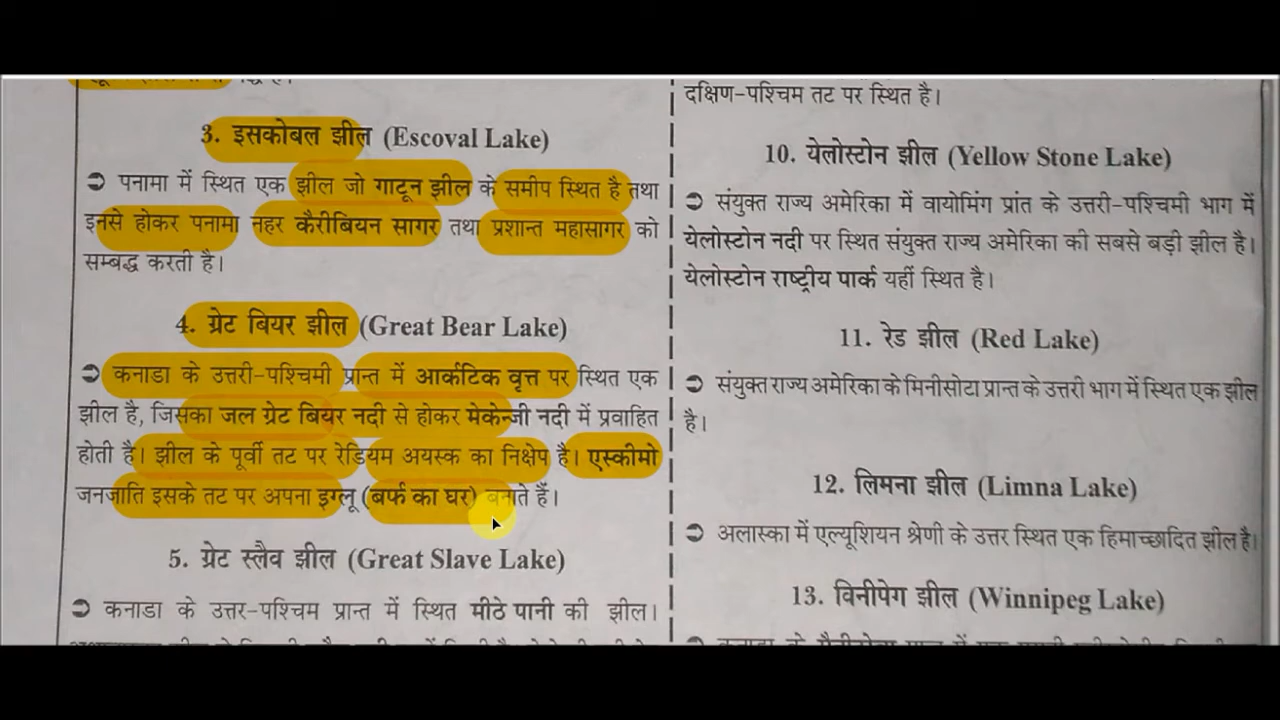 3. इसकोबल झील (Escoval Lake)
➲ पनामा में स्थित एक झील जो गाटून झील के समीप स्थित है तथा
इनसे होकर पनामा नहर कैरीबियन सागर तथा प्रशान्त महासागर को
सम्बद्ध करती है।
4. ग्रेट बियर झील (Great Bear Lake)
➲ कनाडा के उत्तरी-पश्चिमी प्रान्त में आर्कटिक वृत्त पर स्थित एक
झील है, जिसका जल ग्रेट बियर नदी से होकर मेकेन्जी नदी में प्रवाहित
होती है। झील के पूर्वी तट पर रेडियम अयस्क का निक्षेप है। एस्कीमो
जनजाति इसके तट पर अपना इग्लू (बर्फ का घर) बनाते हैं।
5. ग्रेट स्लैव झील (Great Slave Lake)
➲ कनाडा के उत्तर-पश्चिम प्रान्त में स्थित मीठे पानी की झील।
दक्षिण-पश्चिम तट पर स्थित है।
10. येलोस्टोन झील (Yellow Stone Lake)
➲ संयुक्त राज्य अमेरिका में वायोमिंग प्रांत के उत्तरी-पश्चिमी भाग में
येलोस्टोन नदी पर स्थित संयुक्त राज्य अमेरिका की सबसे बड़ी झील है।
येलोस्टोन राष्ट्रीय पार्क यहीं स्थित है।
11. रेड झील (Red Lake)
➲ संयुक्त राज्य अमेरिका के मिनीसोटा प्रान्त के उत्तरी भाग में स्थित एक झील
है।
12. लिमना झील (Limna Lake)
➲ अलास्का में एल्यूशियन श्रेणी के उत्तर स्थित एक हिमाच्छादित झील है।
13. विनीपेग झील (Winnipeg Lake)